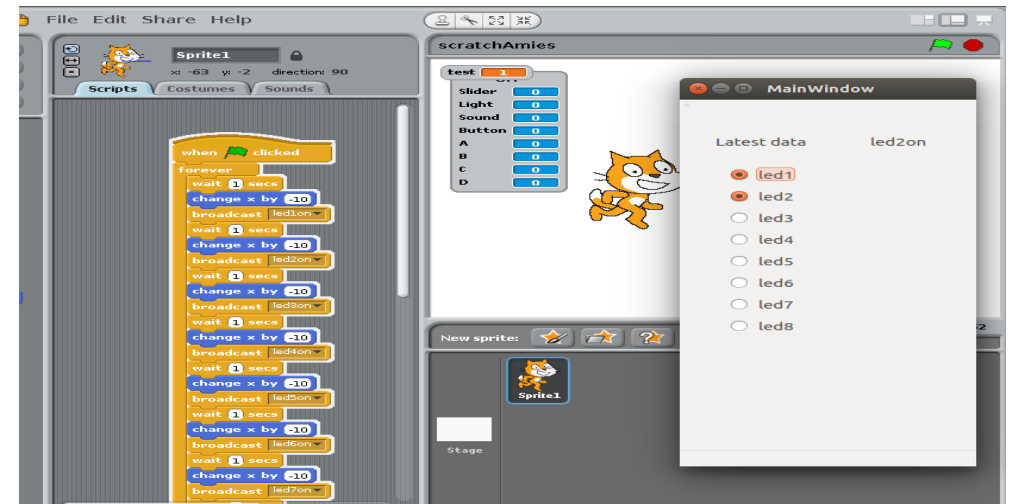 File Edit Share Help
Sprite1
x: -63 y: -2 direction: 90
Scripts Costumes Sounds
when clicked
forever
wait 1 secs
change x by -10
broadcast led1on
wait 1 secs
change x by -10
broadcast led2on
wait 1 secs
change x by -10
broadcast led3on
wait 1 secs
change x by -10
broadcast led4on
wait 1 secs
change x by -10
broadcast led5on
wait 1 secs
change x by -10
broadcast led6on
wait 1 secs
change x by -10
broadcast led7on
scratchAmies
test 1
Slider 0
Light 0
Sound 0
Button 0
A 0
B 0
C 0
D 0
New sprite:
Sprite1
Stage
MainWindow
Latest data led2on
led1
led2
led3
led4
led5
led6
led7
led8